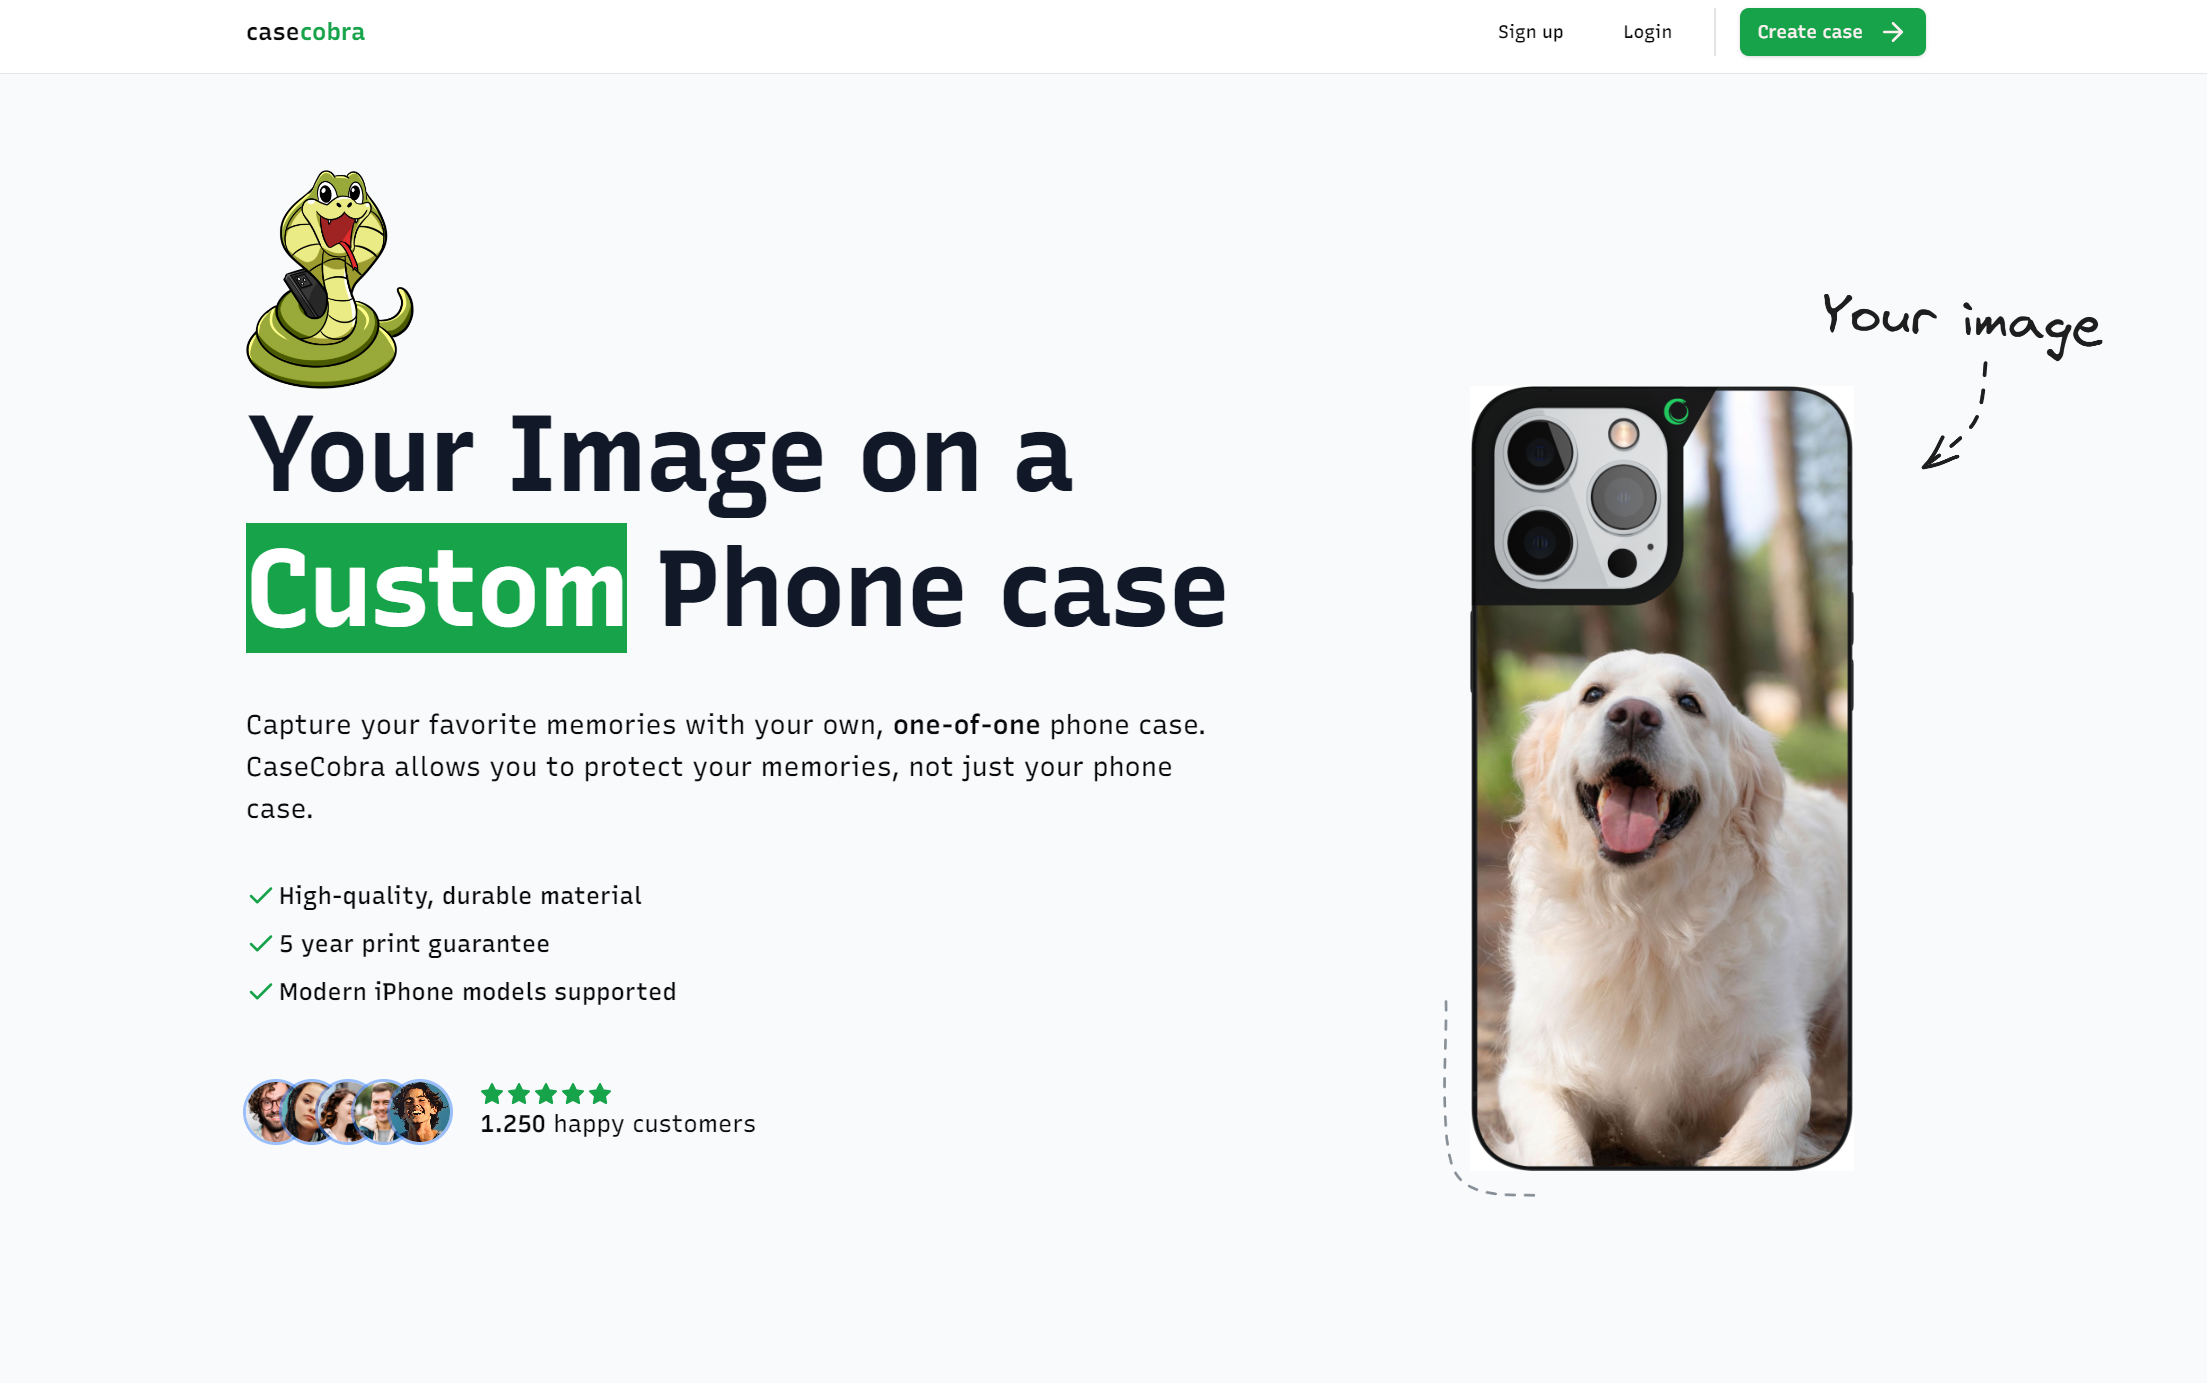 casecobra
Sign up
Login
Create case
Your image
Your Image on a
Custom Phone case
Capture your favorite memories with your own, one-of-one phone case.
CaseCobra allows you to protect your memories, not just your phone
case.
High-quality, durable material
5 year print guarantee
Modern iPhone models supported
1.250 happy customers